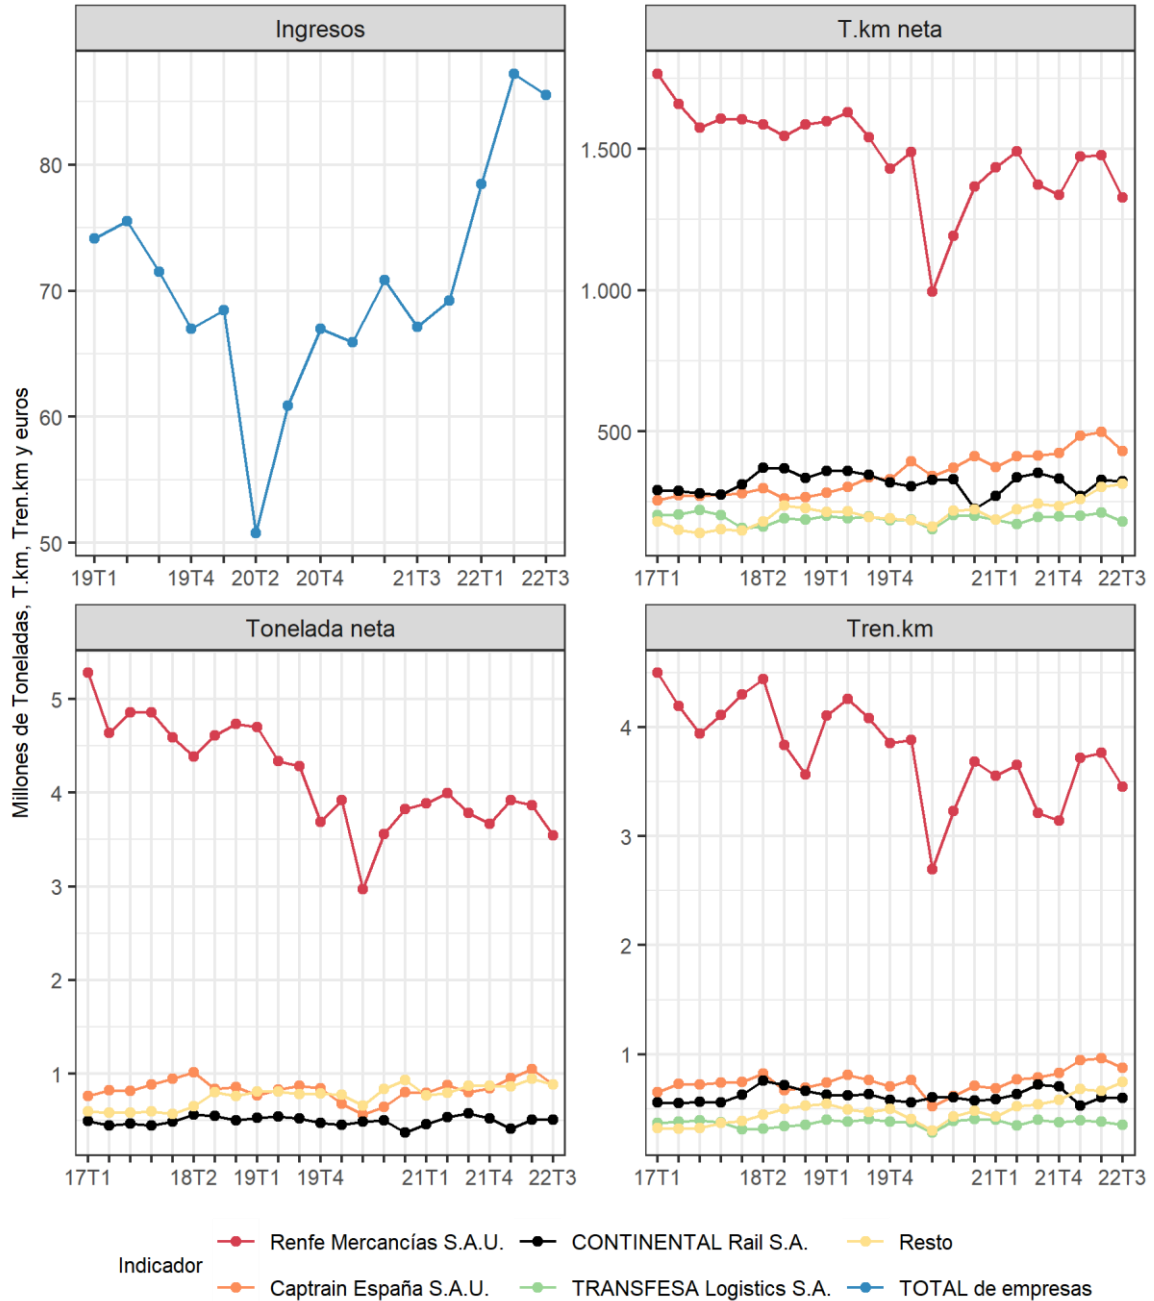 Ingresos
T.km neta
80
70
60
50
19T1
19T4
20T2
20T4
21T3
22T1
22T3
1.500
1.000
500
17T1
18T2
19T1
19T4
21T1
21T4
22T3
Millones de Toneladas, T.km, Tren.km y euros
Tonelada neta
Tren.km
5
4
3
2
1
17T1
18T2
19T1
19T4
21T1
21T4
22T3
4
3
2
1
17T1
18T2
19T1
19T4
21T1
21T4
22T3
Indicador
Renfe Mercancías S.A.U.
CONTINENTAL Rail S.A.
Resto
Captrain España S.A.U.
TRANSFESA Logistics S.A.
TOTAL de empresas